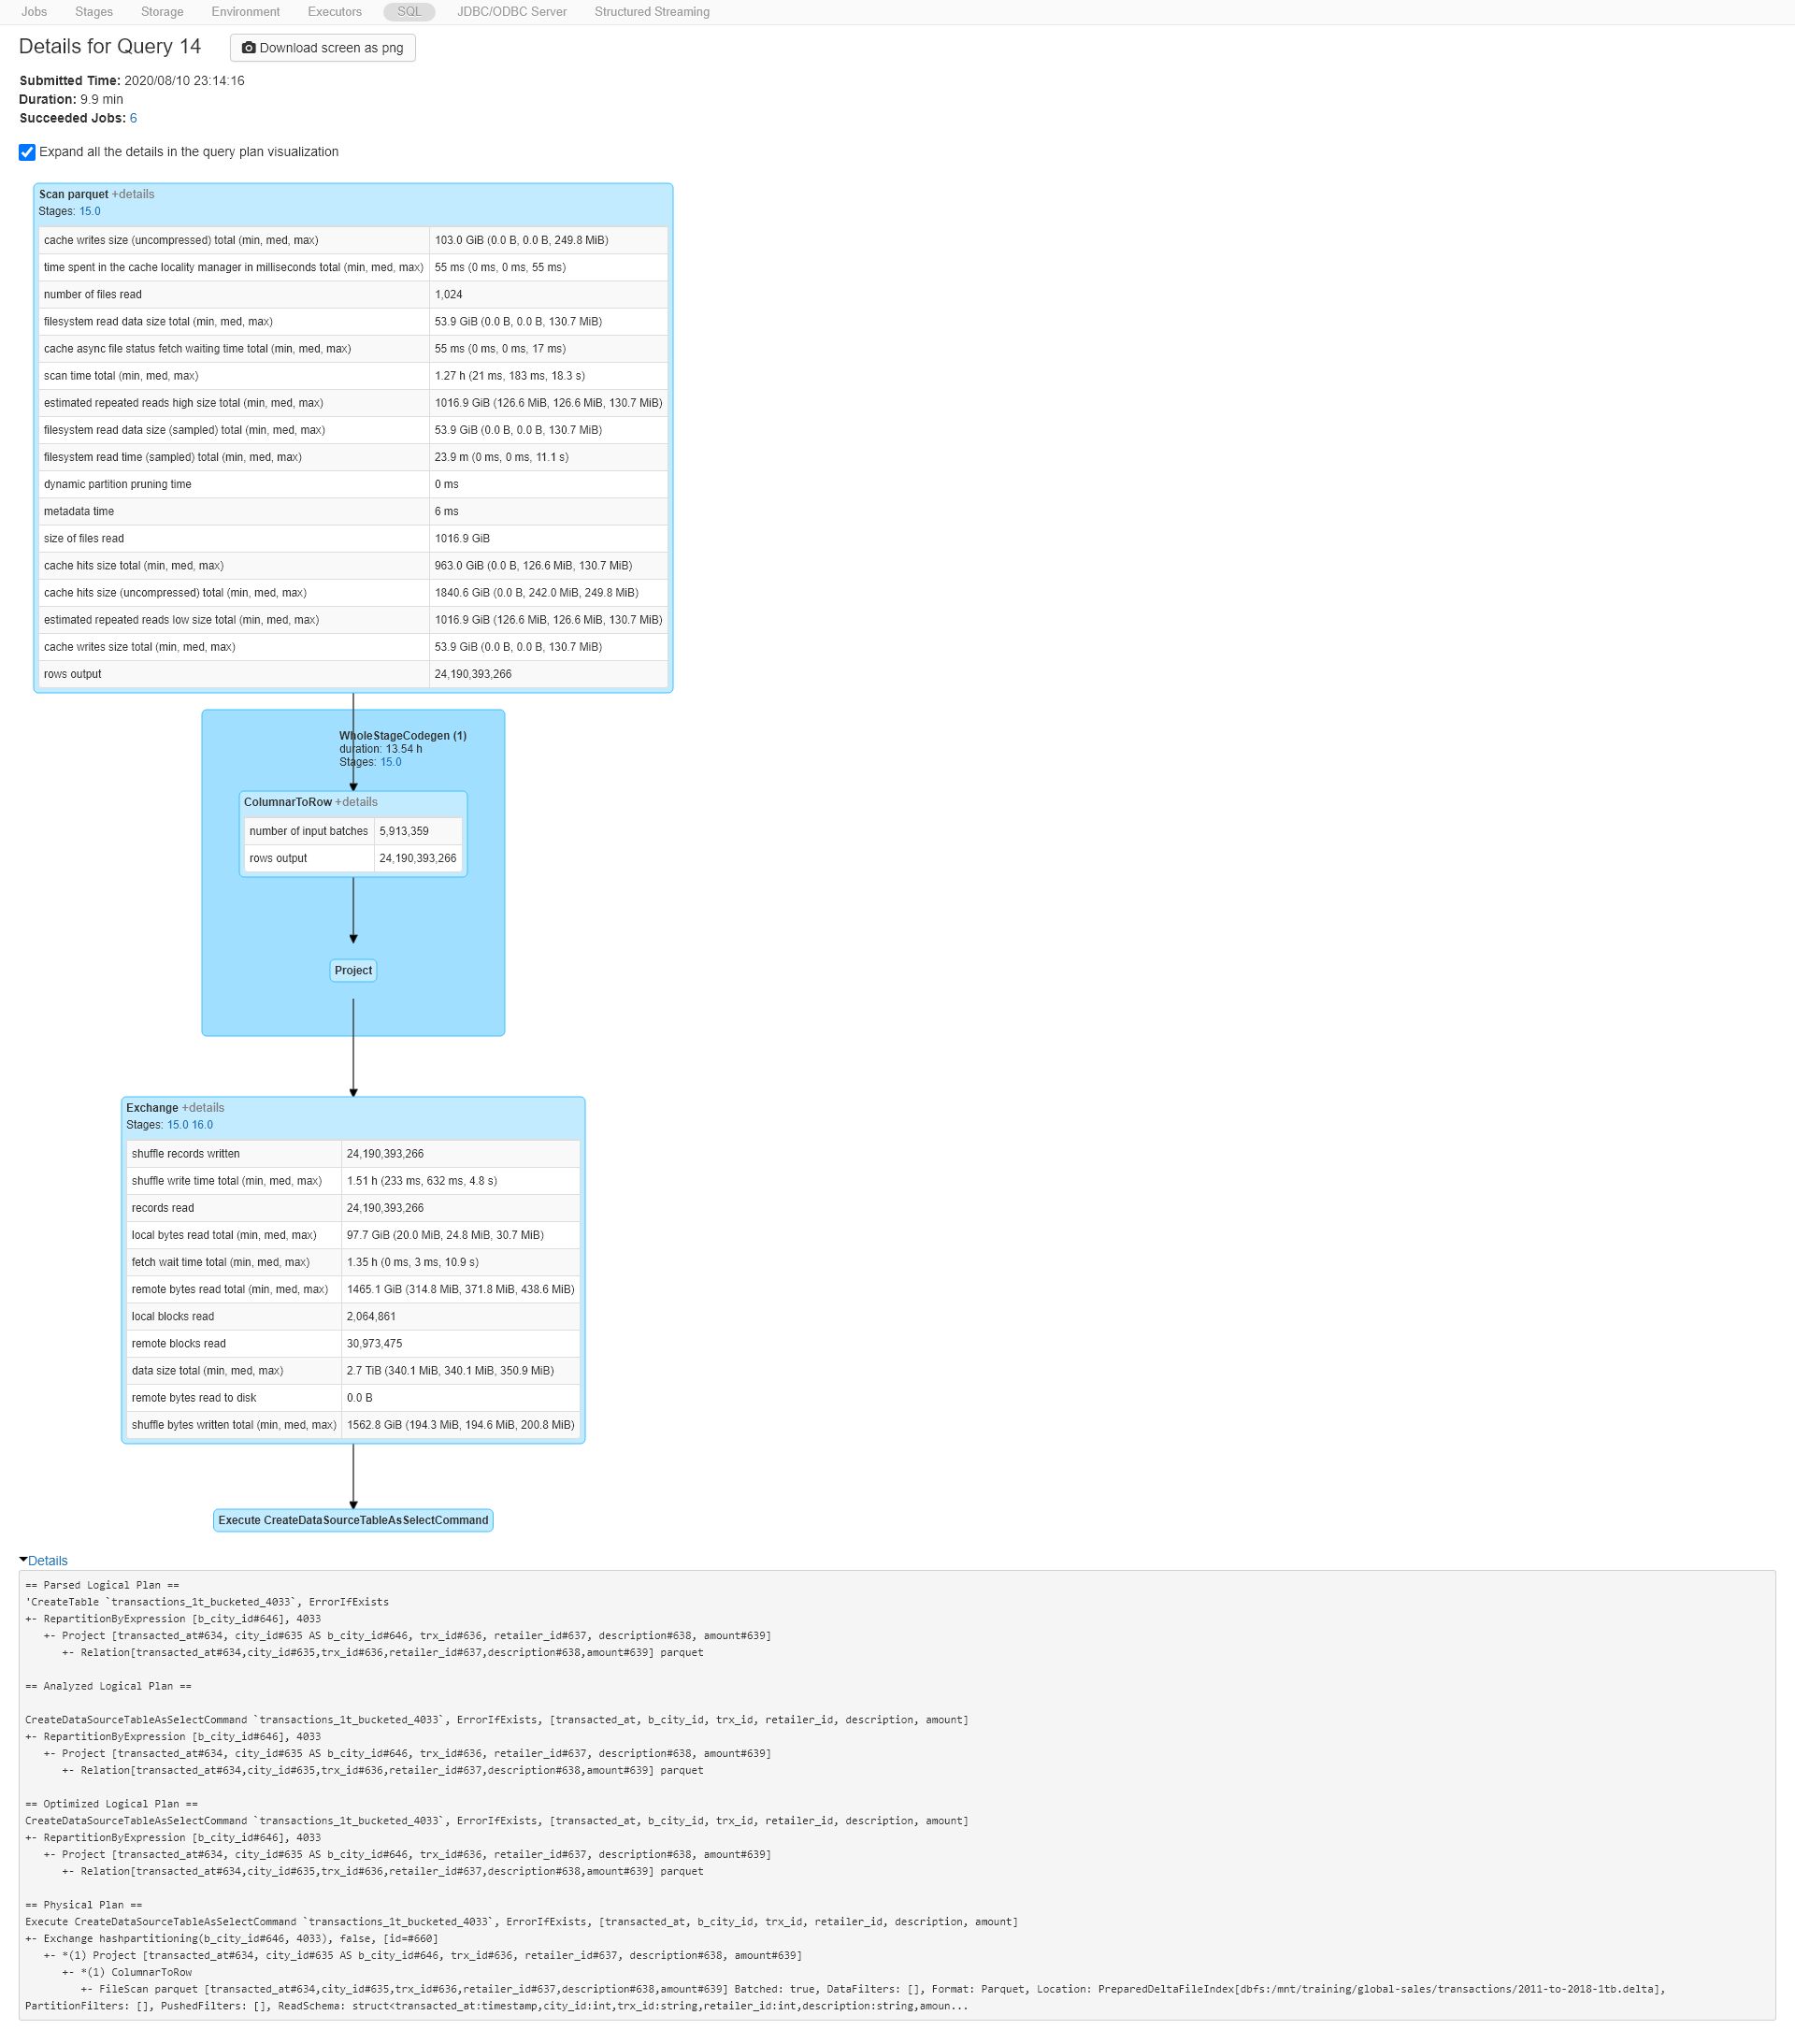 Jobs Stages Storage Environment Executors SQL JDBC/ODBC Server Structured Streaming
Details for Query 14 Download screen as png
Submitted Time: 2020/08/10 23:14:16
Duration: 9.9 min
Succeeded Jobs: 6
Expand all the details in the query plan visualization
Scan parquet +details
Stages: 15.0
cache writes size (uncompressed) total (min, med, max) 103.0 GiB (0.0 B, 0.0 B, 249.8 MiB)
time spent in the cache locality manager in milliseconds total (min, med, max) 55 ms (0 ms, 0 ms, 55 ms)
number of files read 1,024
filesystem read data size total (min, med, max) 53.9 GiB (0.0 B, 0.0 B, 130.7 MiB)
cache async file status fetch waiting time total (min, med, max) 55 ms (0 ms, 0 ms, 17 ms)
scan time total (min, med, max) 1.27 h (21 ms, 183 ms, 18.3 s)
estimated repeated reads high size total (min, med, max) 1016.9 GiB (126.6 MiB, 126.6 MiB, 130.7 MiB)
filesystem read data size (sampled) total (min, med, max) 53.9 GiB (0.0 B, 0.0 B, 130.7 MiB)
filesystem read time (sampled) total (min, med, max) 23.9 m (0 ms, 0 ms, 11.1 s)
dynamic partition pruning time 0 ms
metadata time 6 ms
size of files read 1016.9 GiB
cache hits size total (min, med, max) 963.0 GiB (0.0 B, 126.6 MiB, 130.7 MiB)
cache hits size (uncompressed) total (min, med, max) 1840.6 GiB (0.0 B, 242.0 MiB, 249.8 MiB)
estimated repeated reads low size total (min, med, max) 1016.9 GiB (126.6 MiB, 126.6 MiB, 130.7 MiB)
cache writes size total (min, med, max) 53.9 GiB (0.0 B, 0.0 B, 130.7 MiB)
rows output 24,190,393,266
WholeStageCodegen (1)
duration: 13.54 h
Stages: 15.0
ColumnarToRow +details
number of input batches 5,913,359
rows output 24,190,393,266
Project
Exchange +details
Stages: 15.0 16.0
shuffle records written 24,190,393,266
shuffle write time total (min, med, max) 1.51 h (233 ms, 632 ms, 4.8 s)
records read 24,190,393,266
local bytes read total (min, med, max) 97.7 GiB (20.0 MiB, 24.8 MiB, 30.7 MiB)
fetch wait time total (min, med, max) 1.35 h (0 ms, 3 ms, 10.9 s)
remote bytes read total (min, med, max) 1465.1 GiB (314.8 MiB, 371.8 MiB, 438.6 MiB)
local blocks read 2,064,861
remote blocks read 30,973,475
data size total (min, med, max) 2.7 TiB (340.1 MiB, 340.1 MiB, 350.9 MiB)
remote bytes read to disk 0.0 B
shuffle bytes written total (min, med, max) 1562.8 GiB (194.3 MiB, 194.6 MiB, 200.8 MiB)
Execute CreateDataSourceTableAsSelectCommand
Details
== Parsed Logical Plan ==
'CreateTable `transactions_1t_bucketed_4033`, ErrorIfExists
+- RepartitionByExpression [b_city_id#646], 4033
+- Project [transacted_at#634, city_id#635 AS b_city_id#646, trx_id#636, retailer_id#637, description#638, amount#639]
+- Relation[transacted_at#634,city_id#635,trx_id#636,retailer_id#637,description#638,amount#639] parquet
== Analyzed Logical Plan ==
CreateDataSourceTableAsSelectCommand `transactions_1t_bucketed_4033`, ErrorIfExists, [transacted_at, b_city_id, trx_id, retailer_id, description, amount]
+- RepartitionByExpression [b_city_id#646], 4033
+- Project [transacted_at#634, city_id#635 AS b_city_id#646, trx_id#636, retailer_id#637, description#638, amount#639]
+- Relation[transacted_at#634,city_id#635,trx_id#636,retailer_id#637,description#638,amount#639] parquet
== Optimized Logical Plan ==
CreateDataSourceTableAsSelectCommand `transactions_1t_bucketed_4033`, ErrorIfExists, [transacted_at, b_city_id, trx_id, retailer_id, description, amount]
+- RepartitionByExpression [b_city_id#646], 4033
+- Project [transacted_at#634, city_id#635 AS b_city_id#646, trx_id#636, retailer_id#637, description#638, amount#639]
+- Relation[transacted_at#634,city_id#635,trx_id#636,retailer_id#637,description#638,amount#639] parquet
== Physical Plan ==
Execute CreateDataSourceTableAsSelectCommand `transactions_1t_bucketed_4033`, ErrorIfExists, [transacted_at, b_city_id, trx_id, retailer_id, description, amount]
+- Exchange hashpartitioning(b_city_id#646, 4033), false, [id=#660]
+- *(1) Project [transacted_at#634, city_id#635 AS b_city_id#646, trx_id#636, retailer_id#637, description#638, amount#639]
+- *(1) ColumnarToRow
+- FileScan parquet [transacted_at#634,city_id#635,trx_id#636,retailer_id#637,description#638,amount#639] Batched: true, DataFilters: [], Format: Parquet, Location: PreparedDeltaFileIndex[dbfs:/mnt/training/global-sales/transactions/2011-to-2018-1tb.delta],
PartitionFilters: [], PushedFilters: [], ReadSchema: struct<transacted_at:timestamp,city_id:int,trx_id:string,retailer_id:int,description:string,amoun...